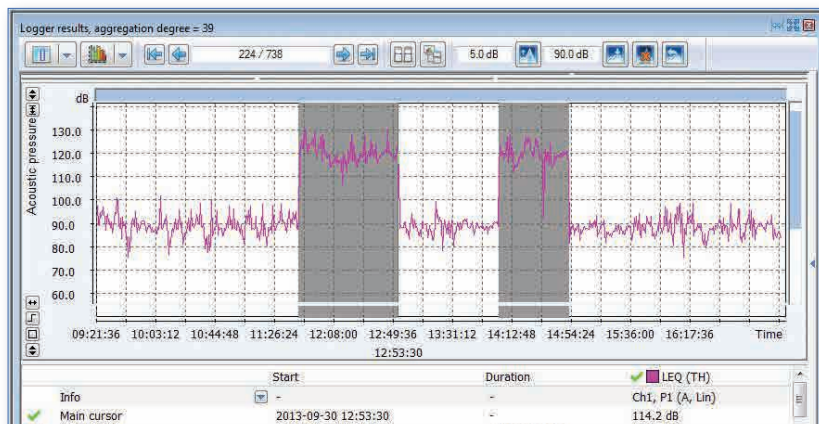 Logger results, aggregation degree = 39
224 / 738 5.0 dB 90.0 dB
dB
130.0
120.0
110.0
100.0
90.0
80.0
70.0
60.0
Acoustic pressure
09:21:36 10:03:12 10:44:48 11:26:24 12:08:00 12:49:36 13:31:12 14:12:48 14:54:24 15:36:00 16:17:36 Time
12:53:30
Start Duration LEQ (TH)
Info - - Ch1, P1 (A, Lin)
Main cursor 2013-09-30 12:53:30 - 114.2 dB